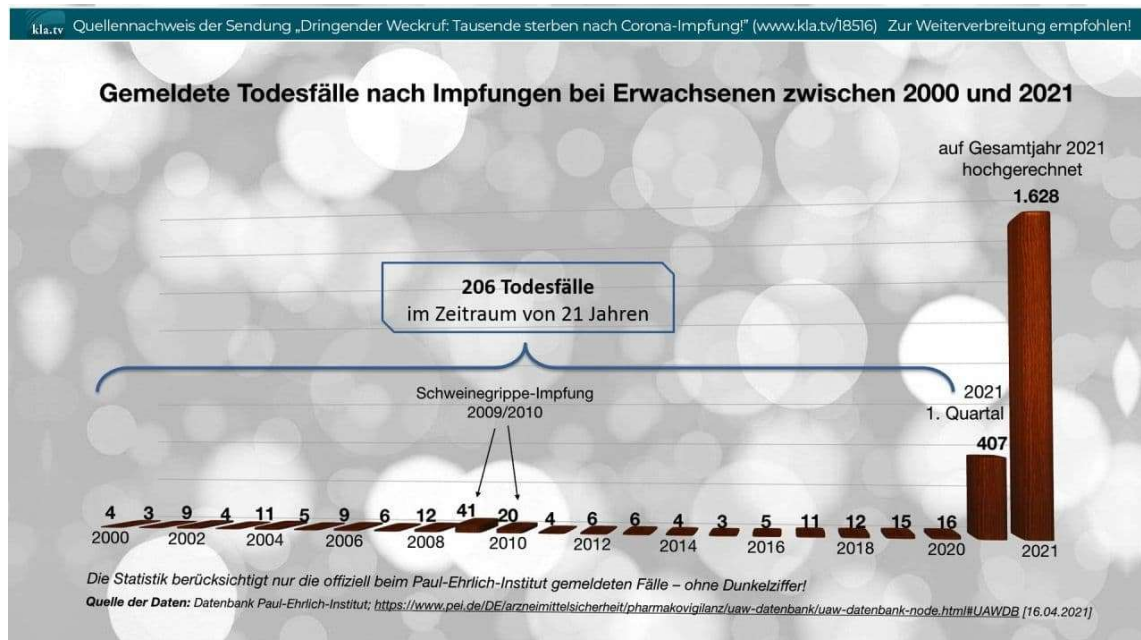 kla.tv Quellennachweis der Sendung „Dringender Weckruf: Tausende sterben nach Corona-Impfung!" (www.kla.tv/18516) Zur Weiterverbreitung empfohlen!
Gemeldete Todesfälle nach Impfungen bei Erwachsenen zwischen 2000 und 2021
auf Gesamtjahr 2021
hochgerechnet
1.628
206 Todesfälle
im Zeitraum von 21 Jahren
Schweinegrippe-Impfung
2009/2010
2021
1. Quartal
407
4 3 9 4 11 5 9 6 12 41 20 4 6 6 4 3 5 11 12 15 16
2000 2002 2004 2006 2008 2010 2012 2014 2016 2018 2020 2021
Die Statistik berücksichtigt nur die offiziell beim Paul-Ehrlich-Institut gemeldeten Fälle – ohne Dunkelziffer!
Quelle der Daten: Datenbank Paul-Ehrlich-Institut; https://www.pei.de/DE/arzneimittelsicherheit/pharmakovigilanz/uaw-datenbank/uaw-datenbank-node.html#UAWDB [16.04.2021]